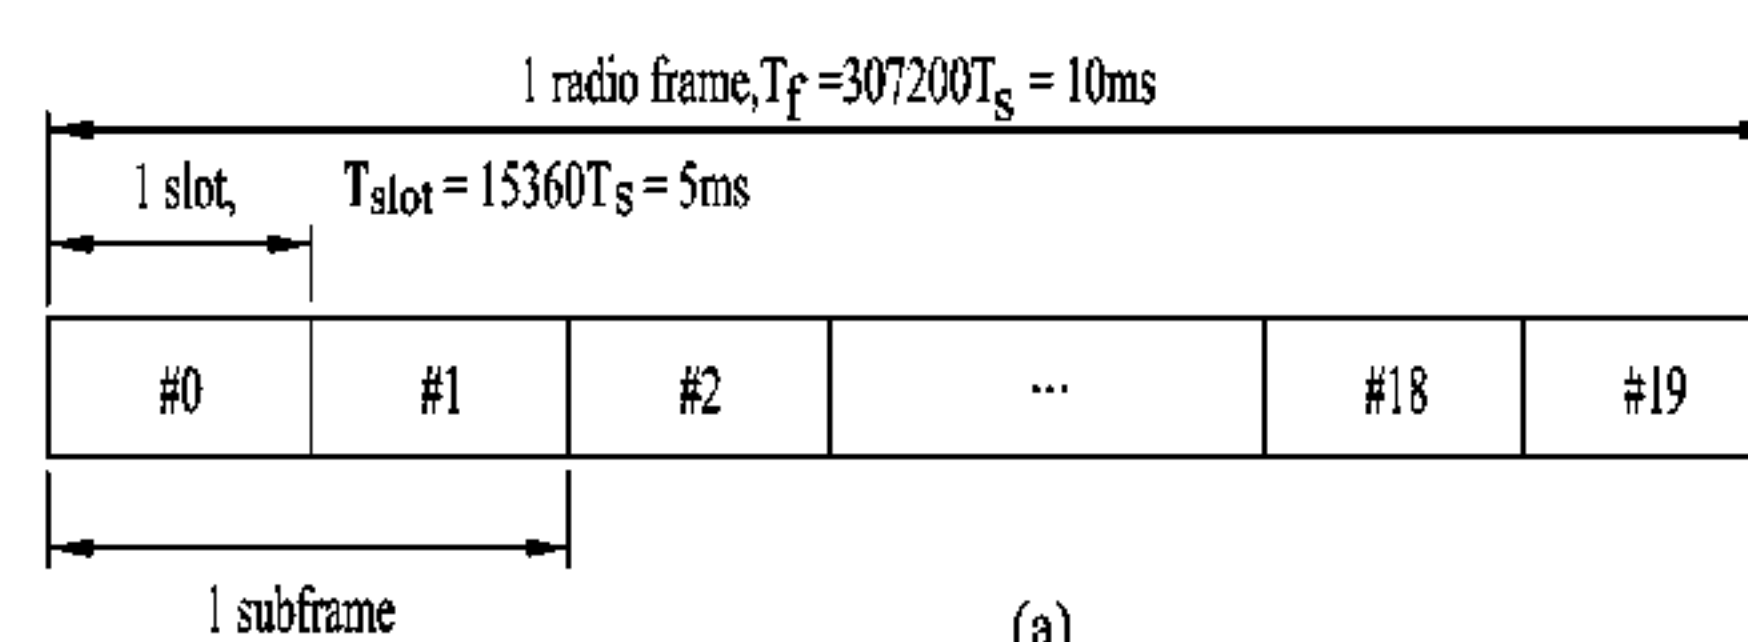 1 radio frame,Tf =307200Ts = 10ms
1 slot, Tslot = 15360Ts = 5ms
#0 #1 #2 ... #18 #19
1 subframe
(a)